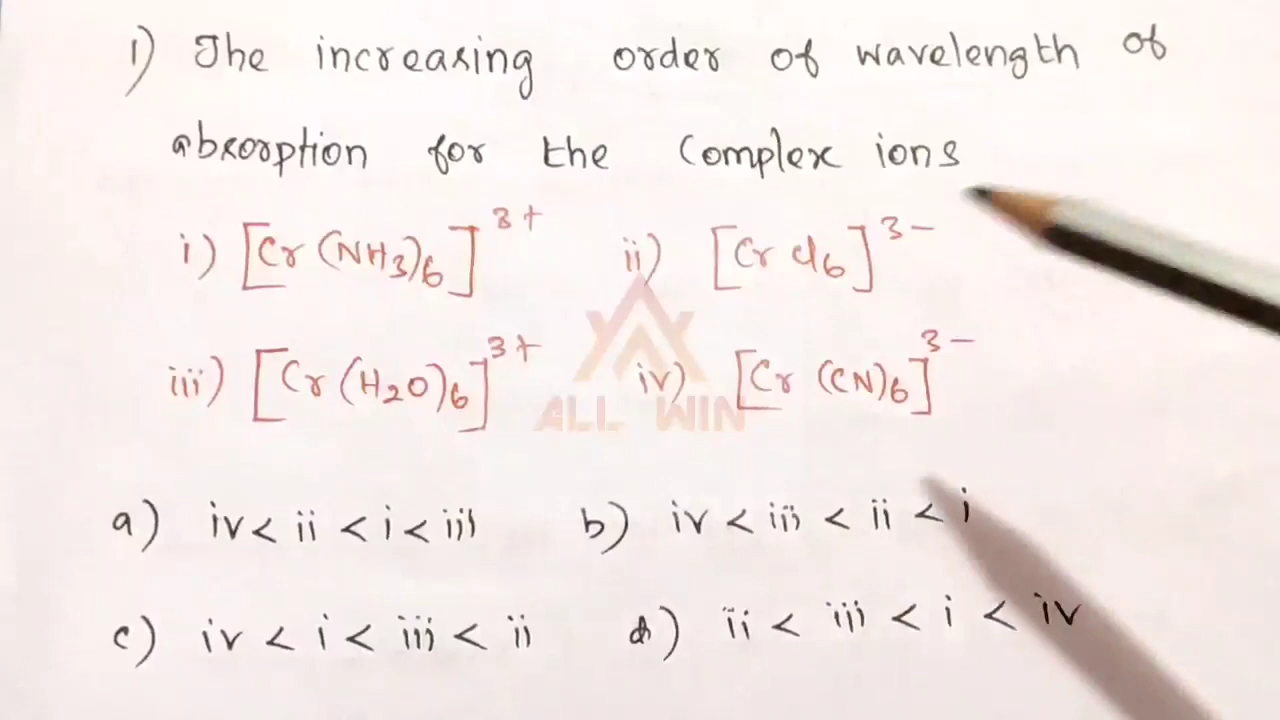 1) The increasing order of wavelength of
absorption for the complex ions
i) [Cr (NH3)6]3+ ii) [Cr cl6]3-
iii) [Cr (H2O)6]3+ iv) [Cr (CN)6]3-
ALL WIN
a) iv < ii < i < iii b) iv < iii < ii < i
c) iv < i < iii < ii d) ii < iii < i < iv